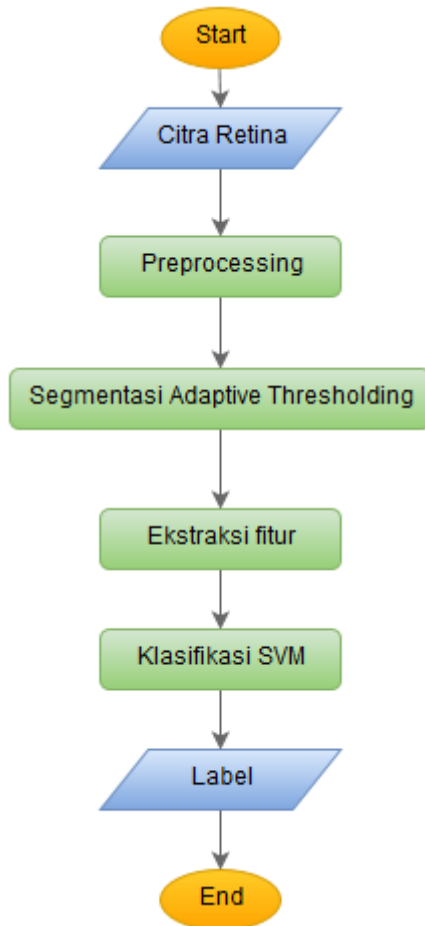 Start
Citra Retina
Preprocessing
Segmentasi Adaptive Thresholding
Ekstraksi fitur
Klasifikasi SVM
Label
End